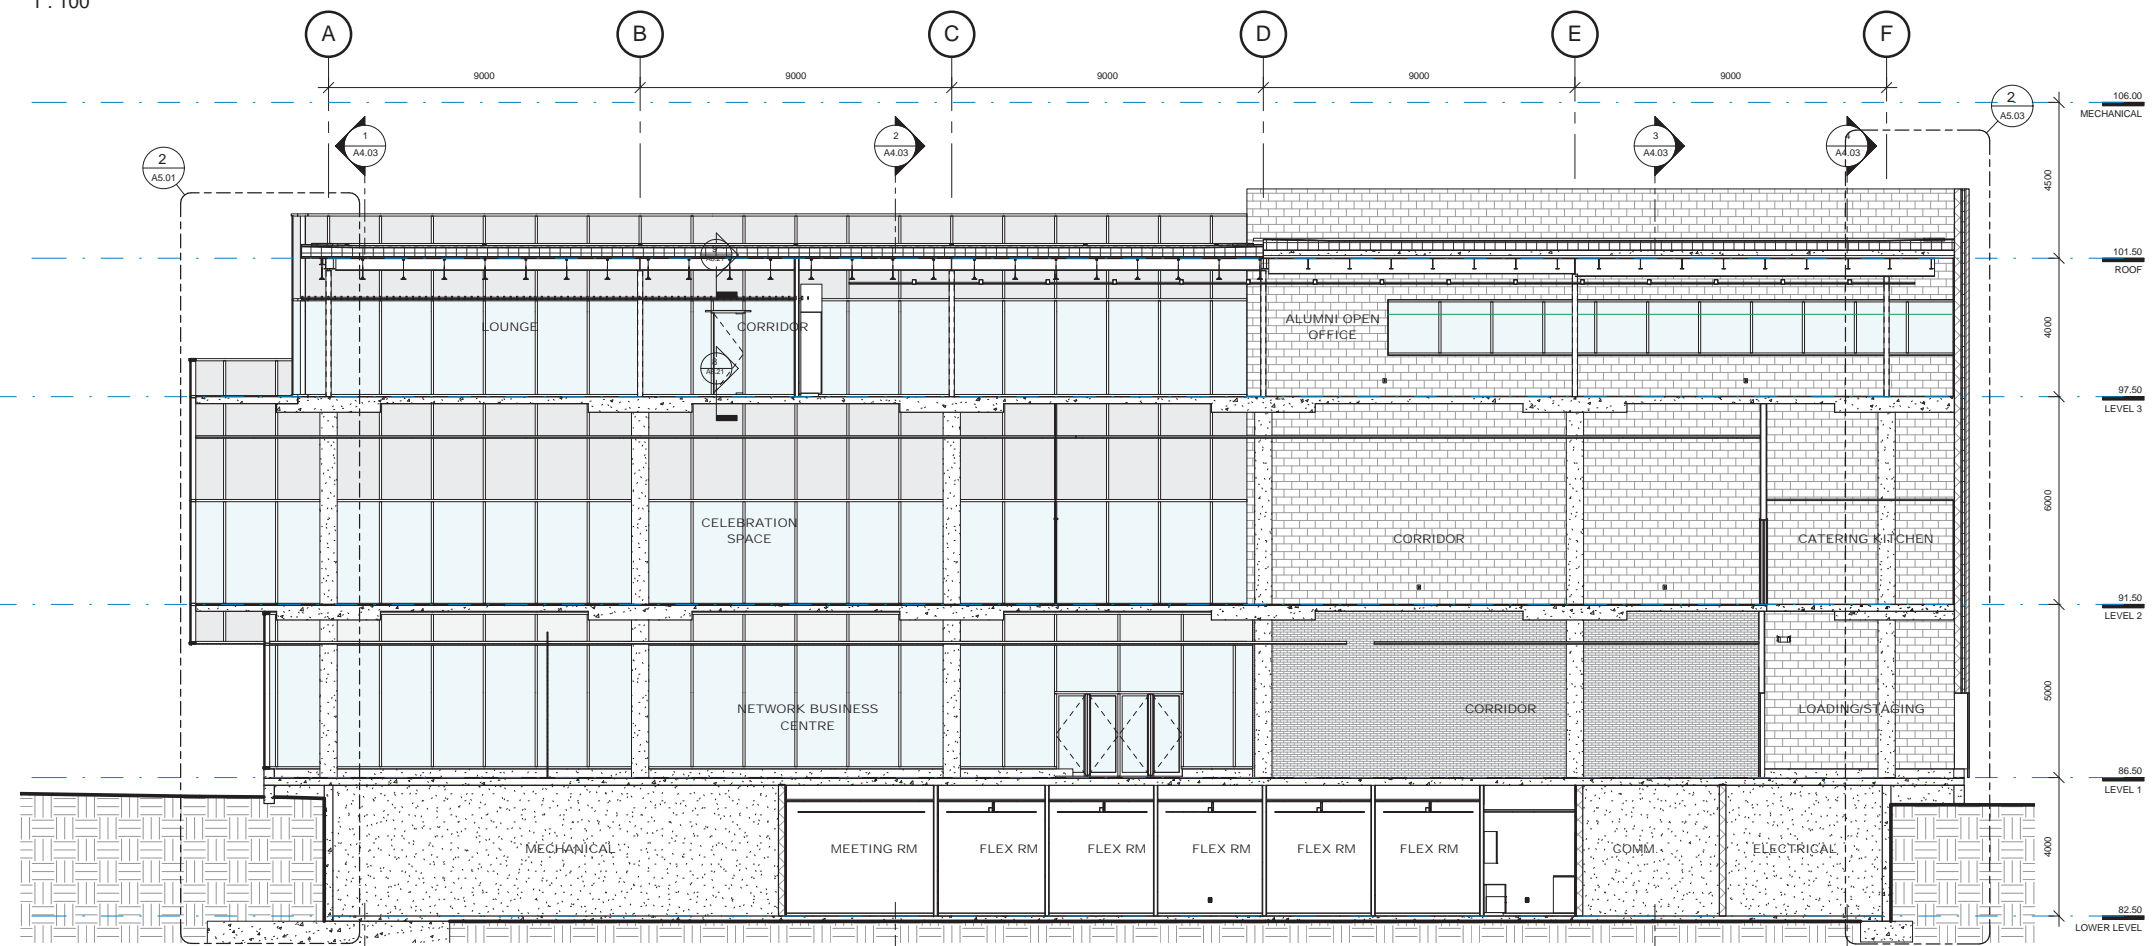 1 : 100
A
B
C
D
E
F
9000
9000
9000
9000
9000
106.00
MECHANICAL
2
A5.03
1
A4.03
2
A4.03
3
A4.03
4
A4.03
2
A5.01
4500
101.50
ROOF
LOUNGE
CORRIDOR
ALUMNI OPEN
OFFICE
4000
97.50
LEVEL 3
CELEBRATION
SPACE
CORRIDOR
CATERING KITCHEN
6000
91.50
LEVEL 2
NETWORK BUSINESS
CENTRE
CORRIDOR
LOADING/STAGING
5000
86.50
LEVEL 1
MECHANICAL
MEETING RM
FLEX RM
FLEX RM
FLEX RM
FLEX RM
FLEX RM
COMM.
ELECTRICAL
4000
82.50
LOWER LEVEL